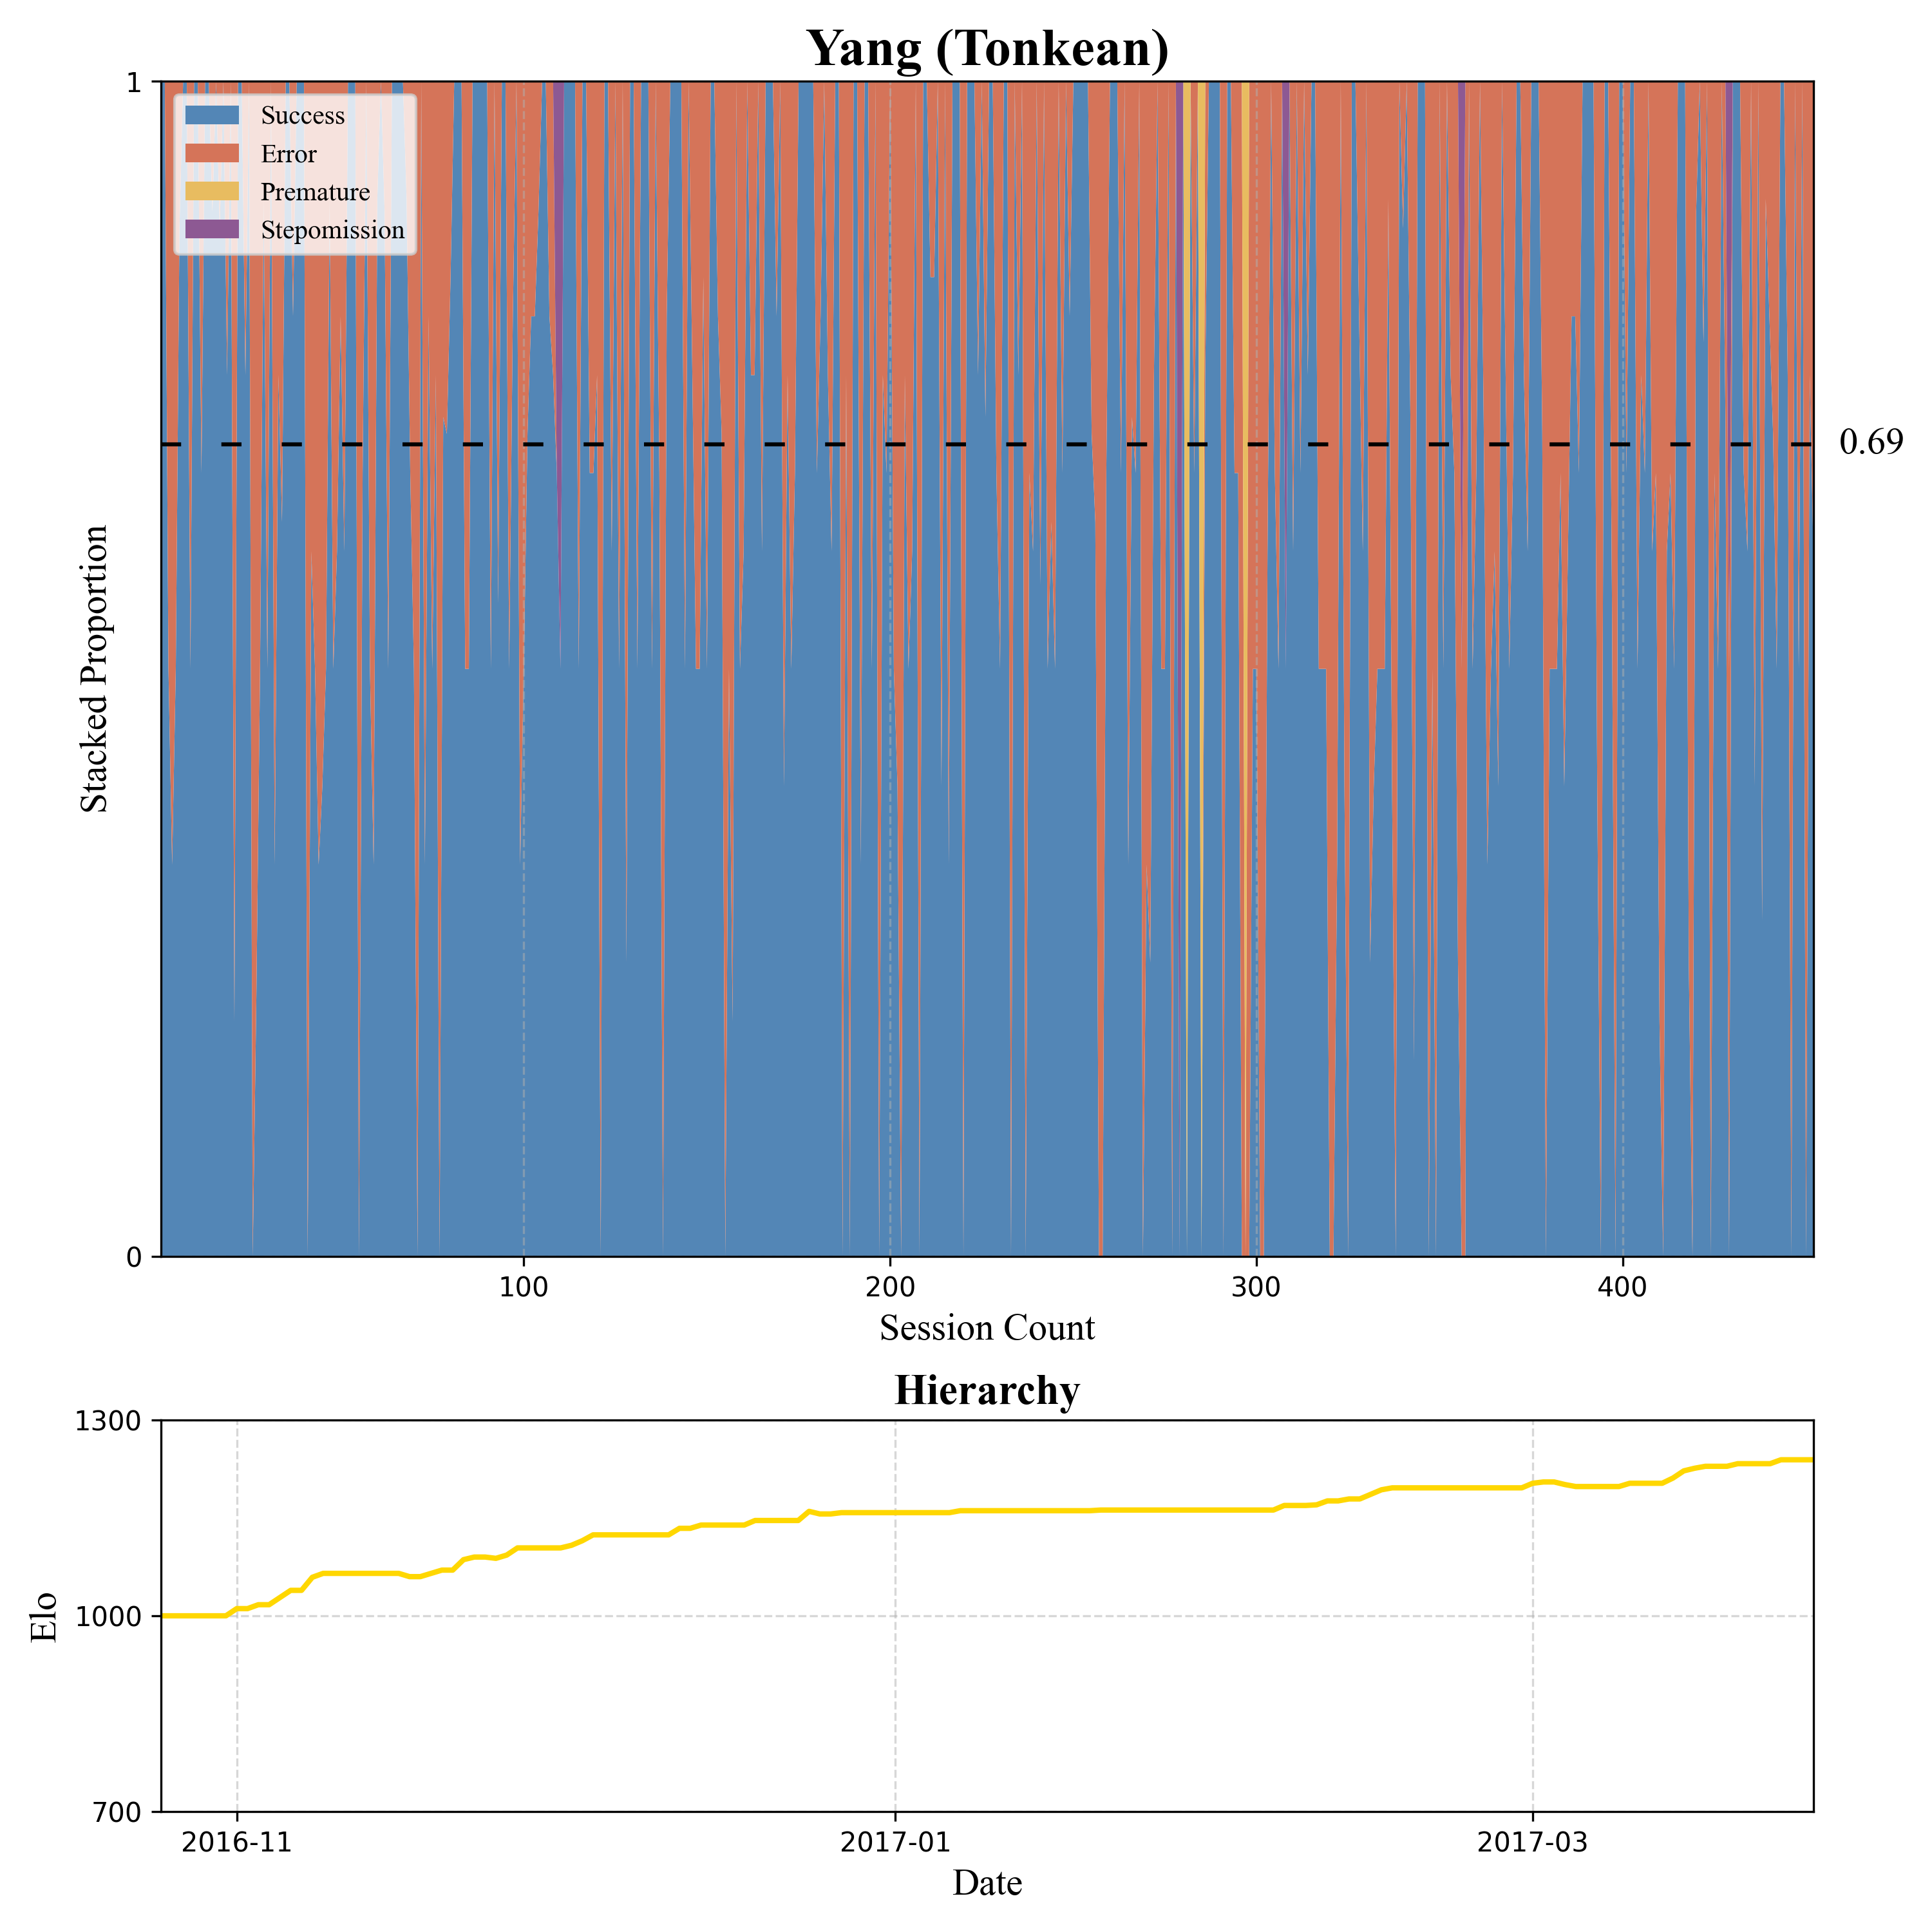 Yang (Tonkean)
1
Success
Error
Premature
Stepomission
0.69
Stacked Proportion
0
100 200 300 400
Session Count
Hierarchy
1300
1000
700
Elo
2016-11 2017-01 2017-03
Date